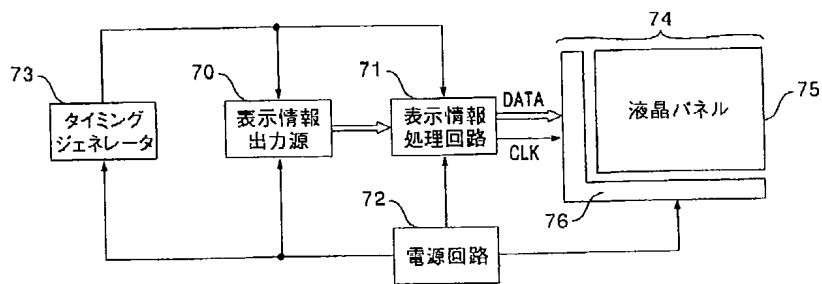 74
73
70
71
DATA
75
タイミング
ジェネレータ
表示情報
出力源
表示情報
処理回路
CLK
液晶パネル
72
76
電源回路